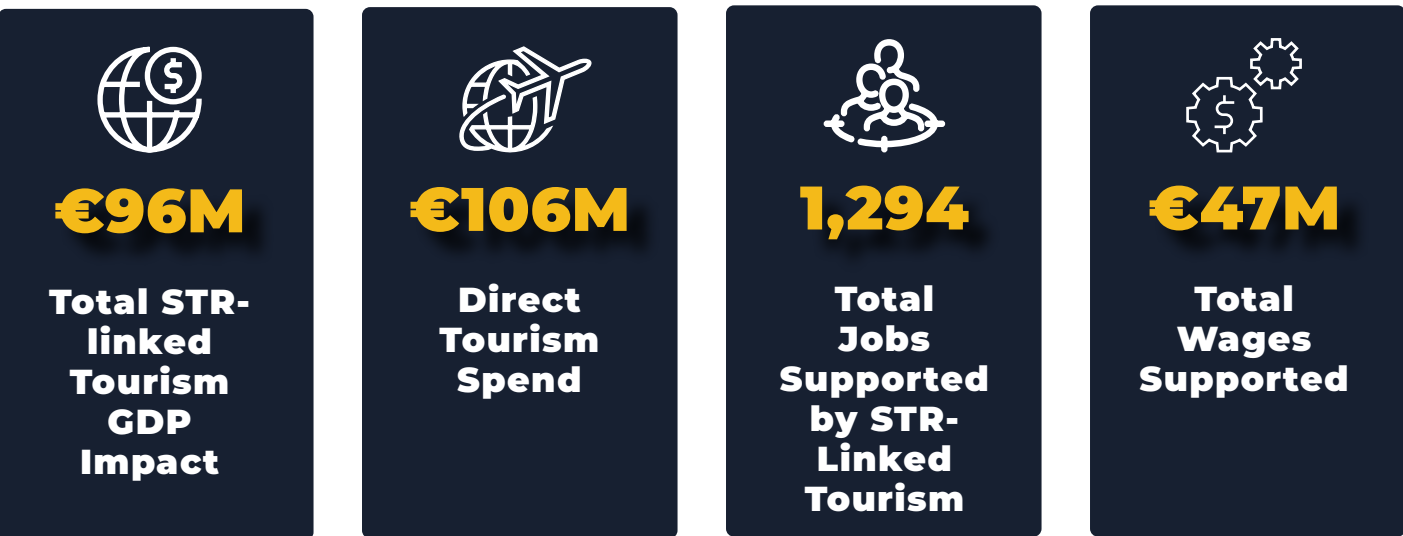 $
€96M
Total STR-
linked
Tourism
GDP
Impact
€106M
Direct
Tourism
Spend
1,294
Total
Jobs
Supported
by STR-
Linked
Tourism
$
€47M
Total
Wages
Supported